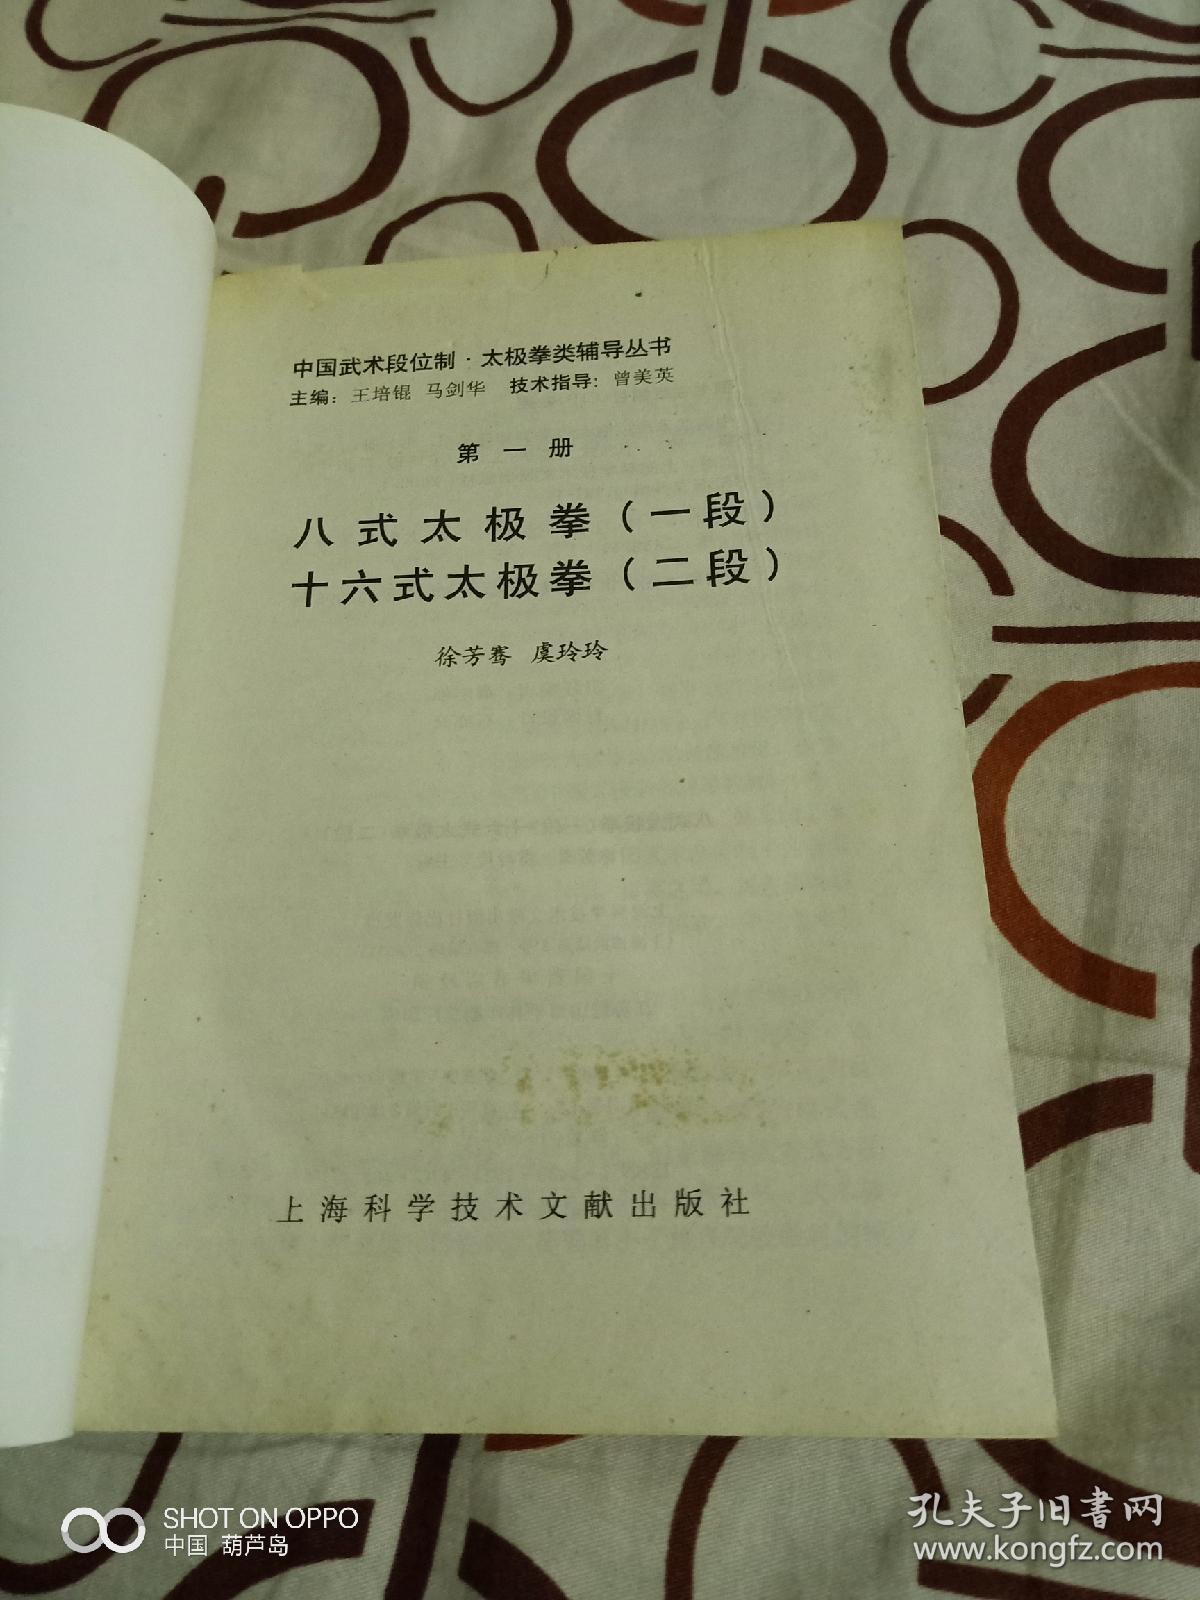 中国武术段位制·太极拳类辅导丛书
主编：王培锟 马剑华 技术指导：曾美英
第一册
八式太极拳（一段）
十六式太极拳（二段）
徐芳骞 虞玲玲
上海科学技术文献出版社
SHOT ON OPPO
中国 葫芦岛
孔夫子旧書网
www.kongfz.com